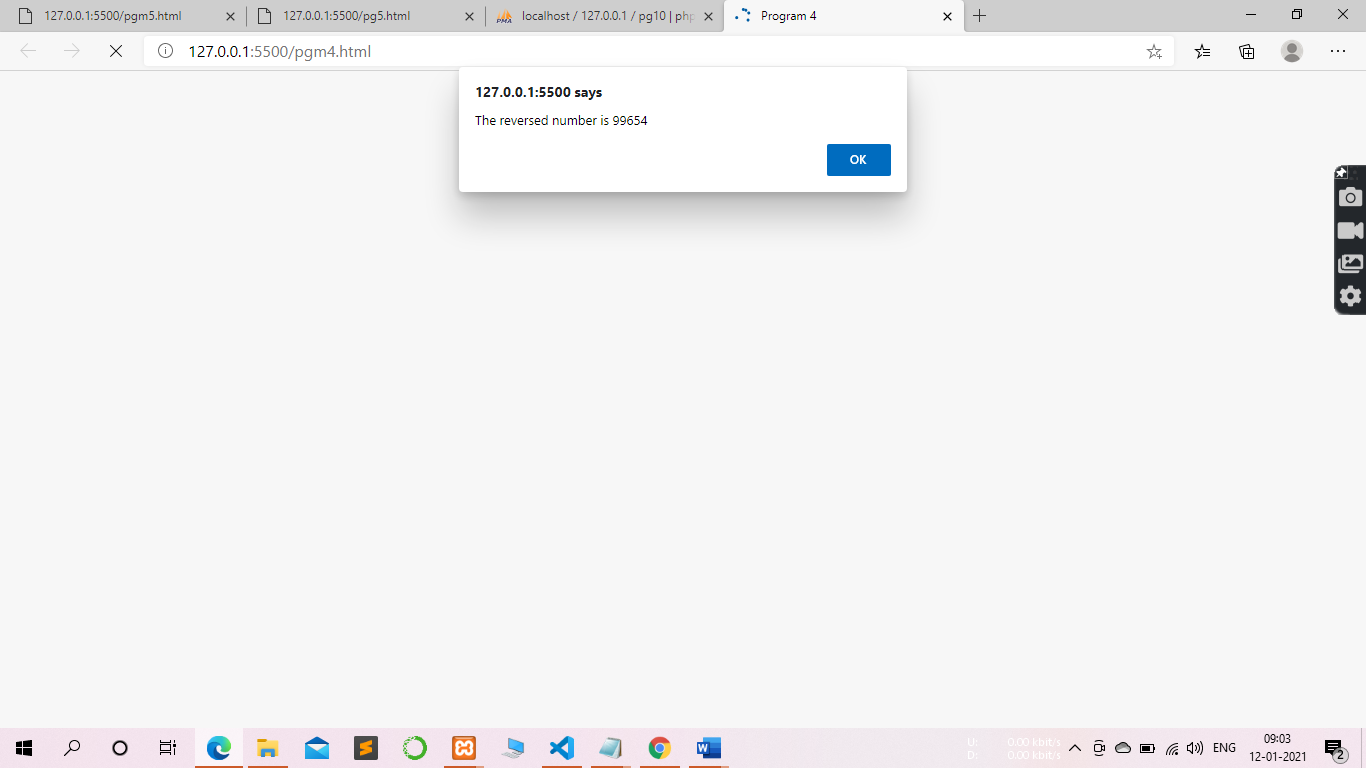 127.0.0.1:5500/pgm5.html
127.0.0.1:5500/pg5.html
PMA
localhost / 127.0.0.1 / pg10 | php
Program 4
127.0.0.1:5500/pgm4.html
127.0.0.1:5500 says
The reversed number is 99654
OK
U: 0.00 kbit/s
D: 0.00 kbit/s
ENG
09:03
12-01-2021
2